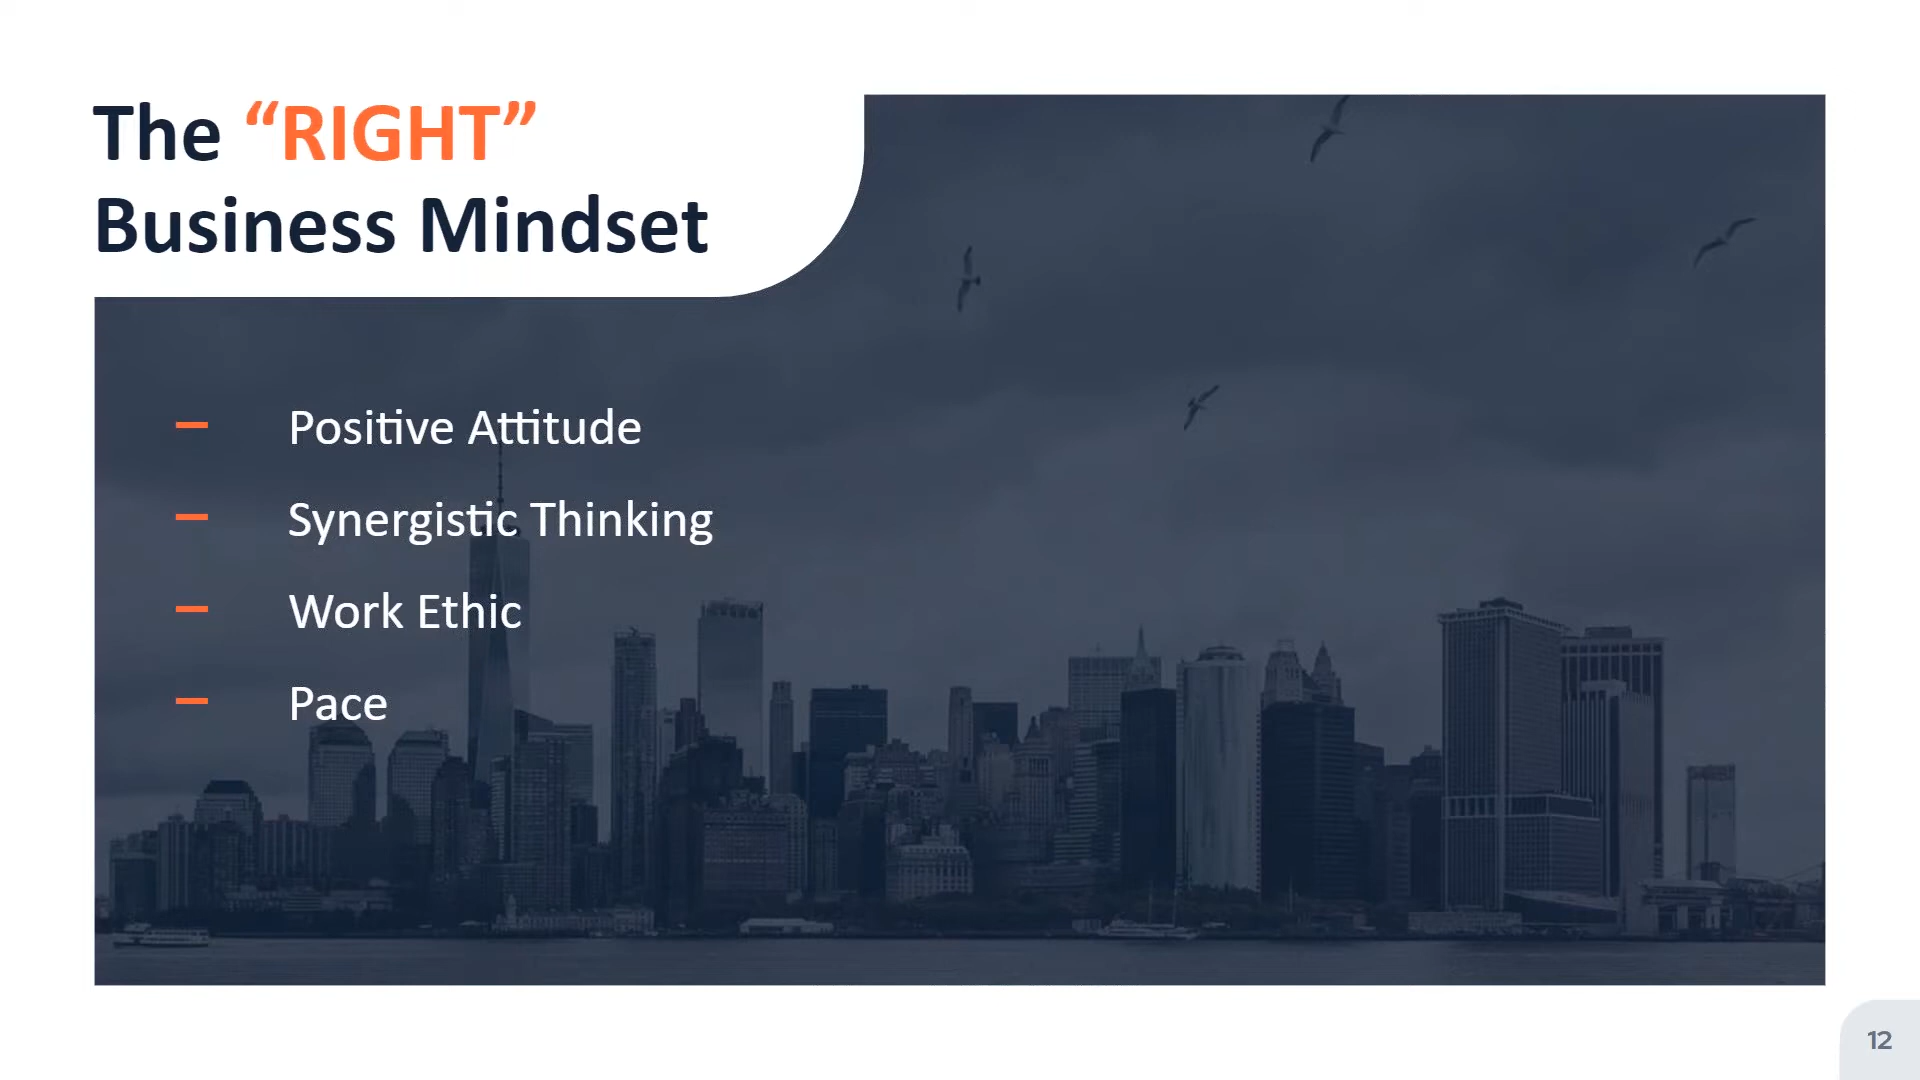 The “RIGHT”
Business Mindset
– Positive Attitude
– Synergistic Thinking
– Work Ethic
– Pace
12